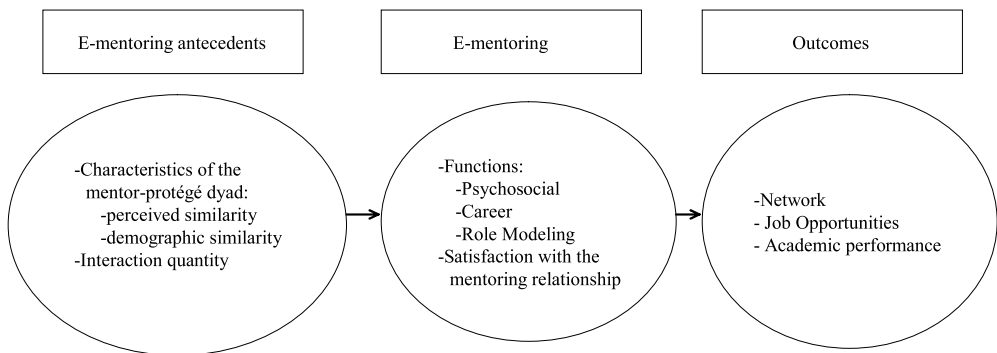 E-mentoring antecedents
E-mentoring
Outcomes
-Characteristics of the
mentor-protégé dyad:
-perceived similarity
-demographic similarity
-Interaction quantity
-Functions:
-Psychosocial
-Career
-Role Modeling
-Satisfaction with the
mentoring relationship
-Network
- Job Opportunities
- Academic performance